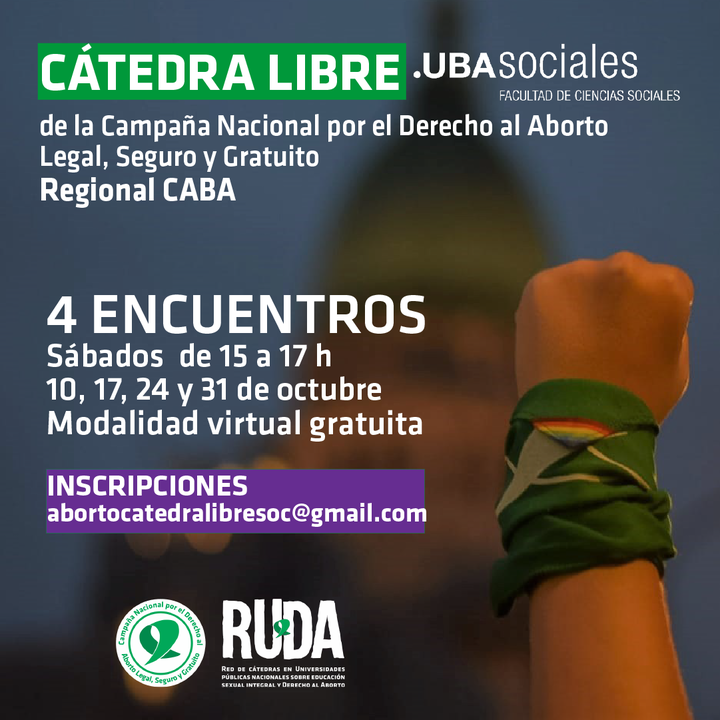 CÁTEDRA LIBRE
.UBAsociales
FACULTAD DE CIENCIAS SOCIALES
de la Campaña Nacional por el Derecho al Aborto
Legal, Seguro y Gratuito
Regional CABA
4 ENCUENTROS
Sábados de 15 a 17 h
10, 17, 24 y 31 de octubre
Modalidad virtual gratuita
INSCRIPCIONES
abortocatedralibresoc@gmail.com
Campaña Nacional por el Derecho al
Aborto Legal, Seguro y Gratuito
RUDA
RED DE CÁTEDRAS EN UNIVERSIDADES
PÚBLICAS NACIONALES SOBRE EDUCACIÓN
SEXUAL INTEGRAL Y DERECHO AL ABORTO